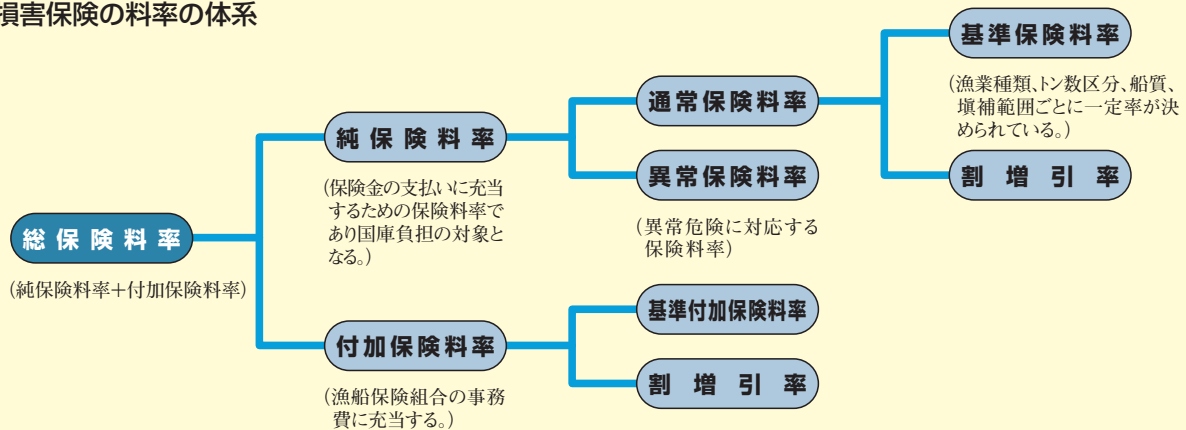 損害保険の料率の体系
総保険料率
(純保険料率＋付加保険料率)
純保険料率
(保険金の支払いに充当
するための保険料率で
あり国庫負担の対象と
なる。)
付加保険料率
(漁船保険組合の事務
費に充当する。)
通常保険料率
異常保険料率
(異常危険に対応する
保険料率)
基準付加保険料率
割増引率
基準保険料率
(漁業種類、トン数区分、船質、
塡補範囲ごとに一定率が決
められている。)
割増引率